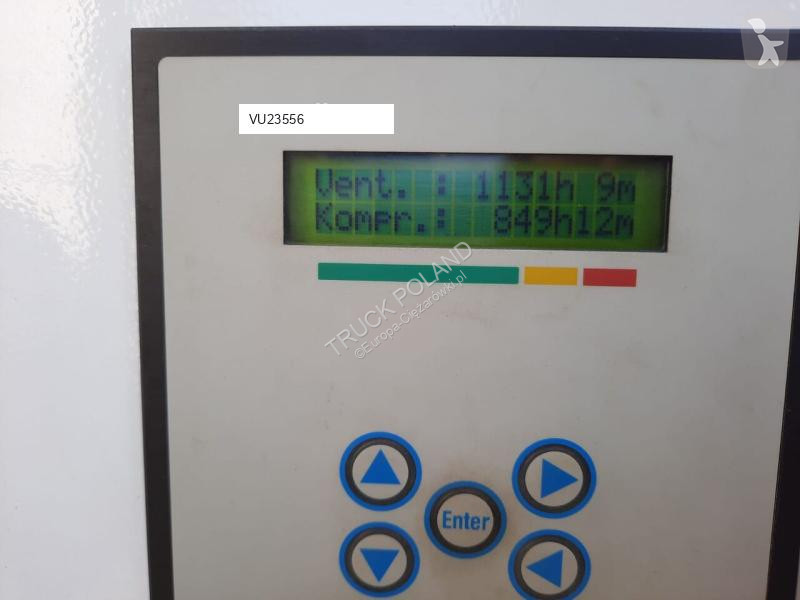 VU23556
Vent. : 1131h 9m
Kompr.: 849h12m
TRUCK POLAND
©Europa-Ciężarówki.pl
Enter